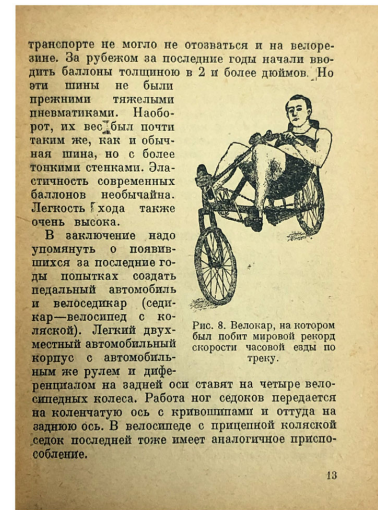 транспорте не могло не отозваться и на велоре-
зине. За рубежом за последние годы начали вво-
дить баллоны толщиною в 2 и более дюймов. Но
эти шины не были
прежними тяжелыми
пневматиками. Наобо-
рот, их вес был почти
таким же, как и обыч-
ная шина, но с более
тонкими стенками. Эла-
стичность современных
баллонов необычайна.
Легкость хода также
очень высока.
В заключение надо
упомянуть о появив-
шихся за последние го-
ды попытках создать
педальный автомобиль
и велоседикар (седи-
кар—велосипед с ко-
ляской). Легкий двух-
местный автомобильный
корпус с автомобиль-
ным же рулем и дифе-
ренциалом на задней оси ставят на четыре вело-
сипедных колеса. Работа ног седоков передается
на коленчатую ось с кривошипами и оттуда на
заднюю ось. В велосипеде с прицепной коляской
седок последней тоже имеет аналогичное приспо-
собление.
Рис. 8. Велокар, на котором
был побит мировой рекорд
скорости часовой езды по
треку.
13